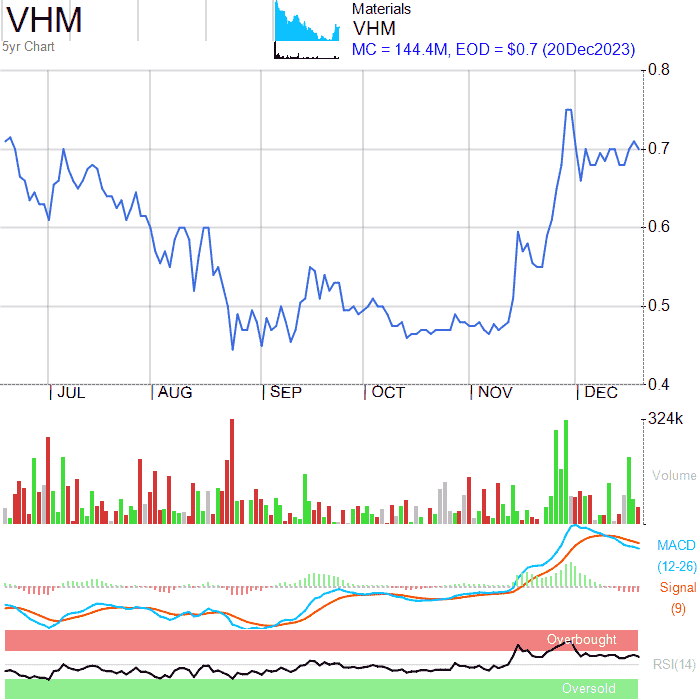 VHM
5yr Chart
Materials
VHM
MC = 144.4M, EOD = $0.7 (20Dec2023)
0.8
0.7
0.6
0.5
0.4
JUL AUG SEP OCT NOV DEC
324k
Volume
MACD
(12-26)
Signal
(9)
Overbought
RSI(14)
Oversold